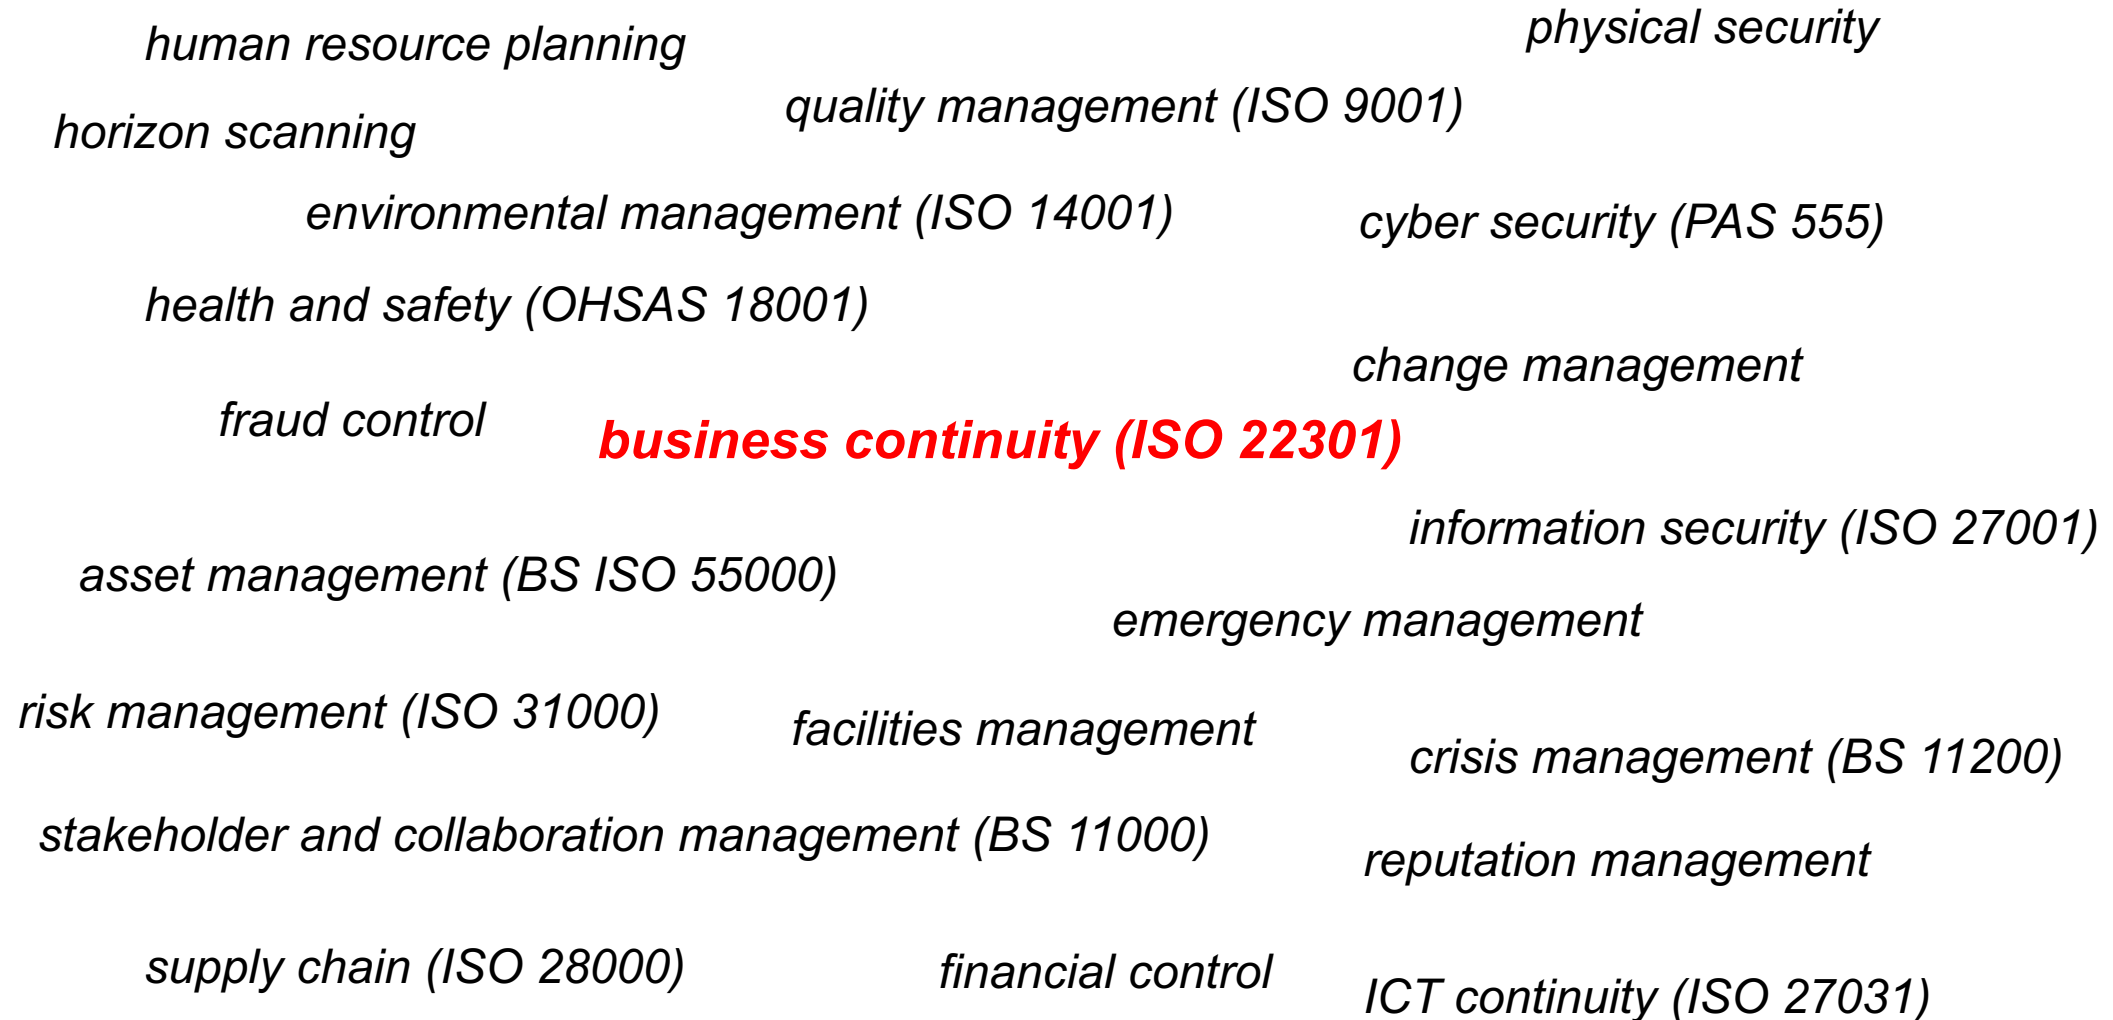 human resource planning
physical security
quality management (ISO 9001)
horizon scanning
environmental management (ISO 14001)
cyber security (PAS 555)
health and safety (OHSAS 18001)
change management
fraud control
business continuity (ISO 22301)
information security (ISO 27001)
asset management (BS ISO 55000)
emergency management
risk management (ISO 31000)
facilities management
crisis management (BS 11200)
stakeholder and collaboration management (BS 11000)
reputation management
supply chain (ISO 28000)
financial control
ICT continuity (ISO 27031)